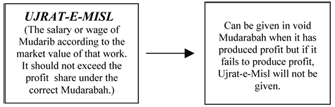 UJRAT-E-MISL
(The salary or wage of
Mudarib according to the
market value of that work.
It should not exceed the
profit share under the
correct Mudarabah.)
Can be given in void
Mudarabah when it has
produced profit but if it
fails to produce profit,
Ujrat-e-Misl will not be
given.